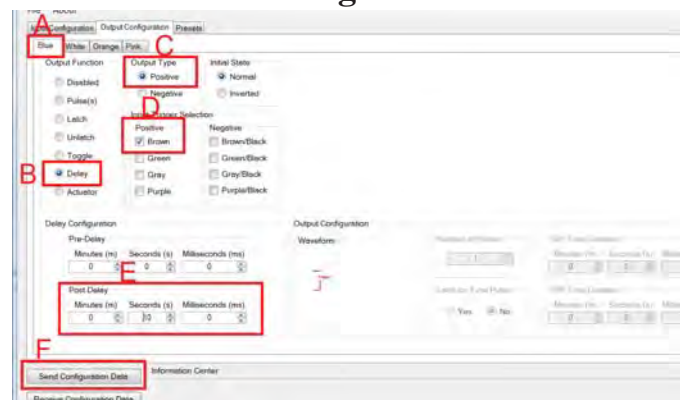 File About
Input Configuration Output Configuration Presets
A
Blue White Orange Pink
C
Output Function Output Type Initial State
Disabled Positive Normal
Pulse(s) Negative Inverted
D
Latch Input Trigger Selection
Unlatch Positive Negative
Toggle Brown Brown/Black
B Delay Green Green/Black
Actuator Gray Gray/Black
Purple Purple/Black
Delay Configuration Output Configuration
Pre-Delay Waveform
Minutes (m) Seconds (s) Milliseconds (ms)
0 0 0
E
Post Delay
Minutes (m) Seconds (s) Milliseconds (ms)
0 10 0
Yes No
F
Send Configuration Data Information Center
Receive Configuration Data